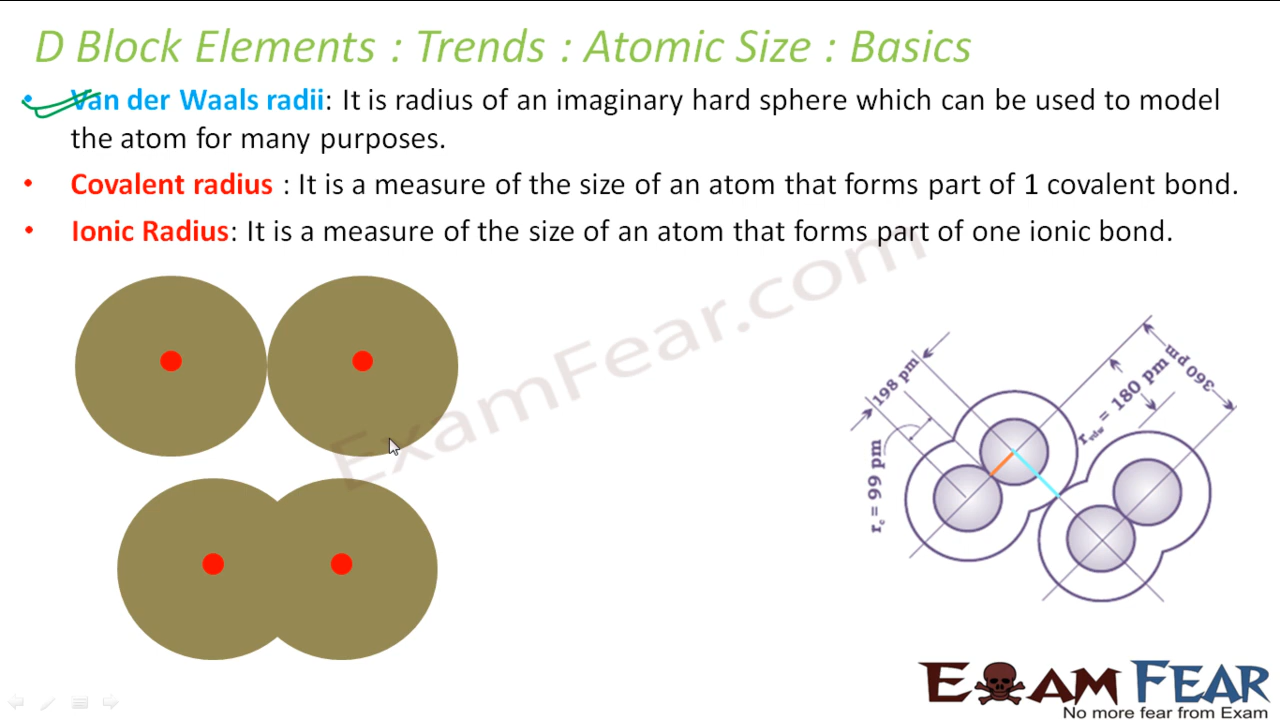 D Block Elements : Trends : Atomic Size : Basics
• Van der Waals radii: It is radius of an imaginary hard sphere which can be used to model
the atom for many purposes.
• Covalent radius : It is a measure of the size of an atom that forms part of 1 covalent bond.
• Ionic Radius: It is a measure of the size of an atom that forms part of one ionic bond.
ExamFear.com
198 pm
r_c = 99 pm
r_vdw = 180 pm
360 pm
EXAM FEAR
No more fear from Exam